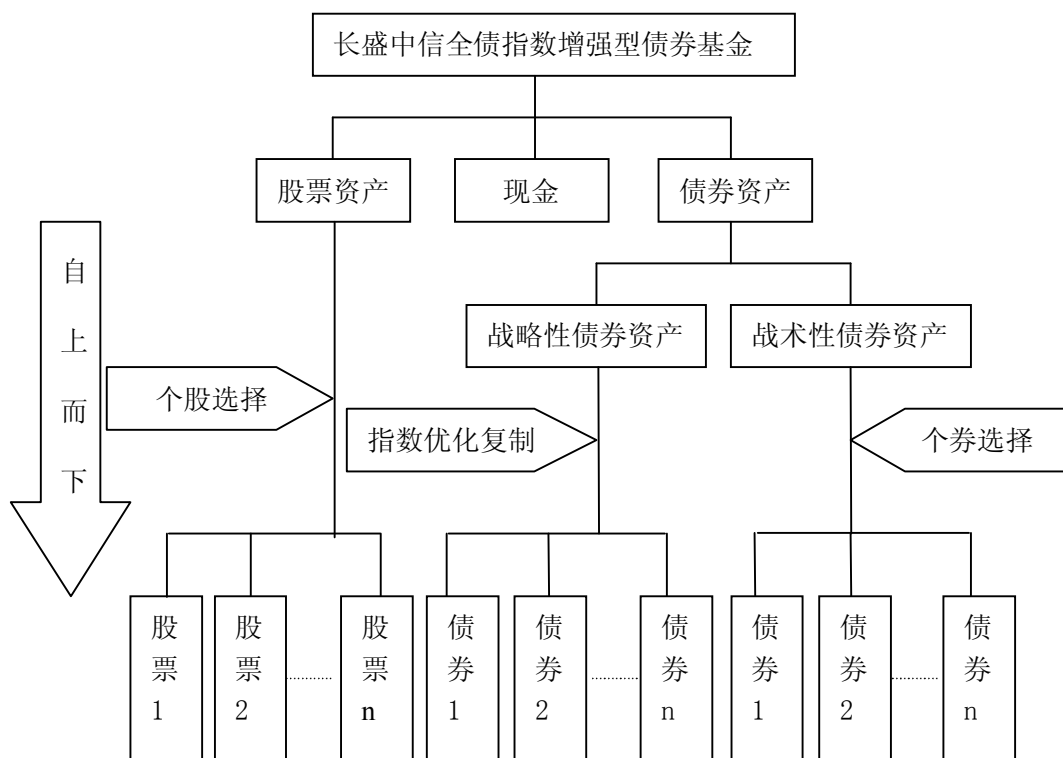 长盛中信全债指数增强型债券基金
股票资产
现金
债券资产
自上而下
战略性债券资产
战术性债券资产
个股选择
指数优化复制
个券选择
股票1
股票2
股票n
债券1
债券2
债券n
债券1
债券2
债券n